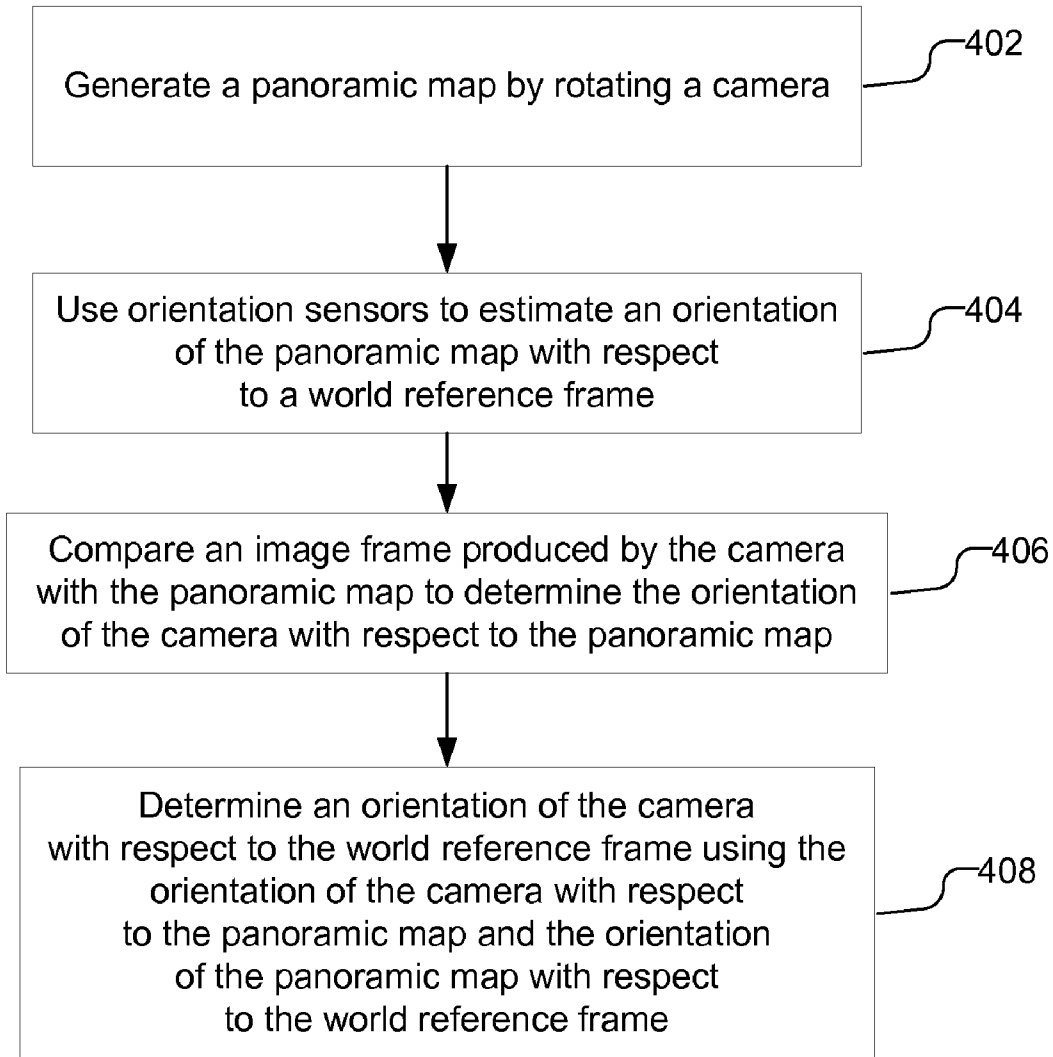 Generate a panoramic map by rotating a camera
402
Use orientation sensors to estimate an orientation
of the panoramic map with respect
to a world reference frame
404
Compare an image frame produced by the camera
with the panoramic map to determine the orientation
of the camera with respect to the panoramic map
406
Determine an orientation of the camera
with respect to the world reference frame using the
orientation of the camera with respect
to the panoramic map and the orientation
of the panoramic map with respect
to the world reference frame
408